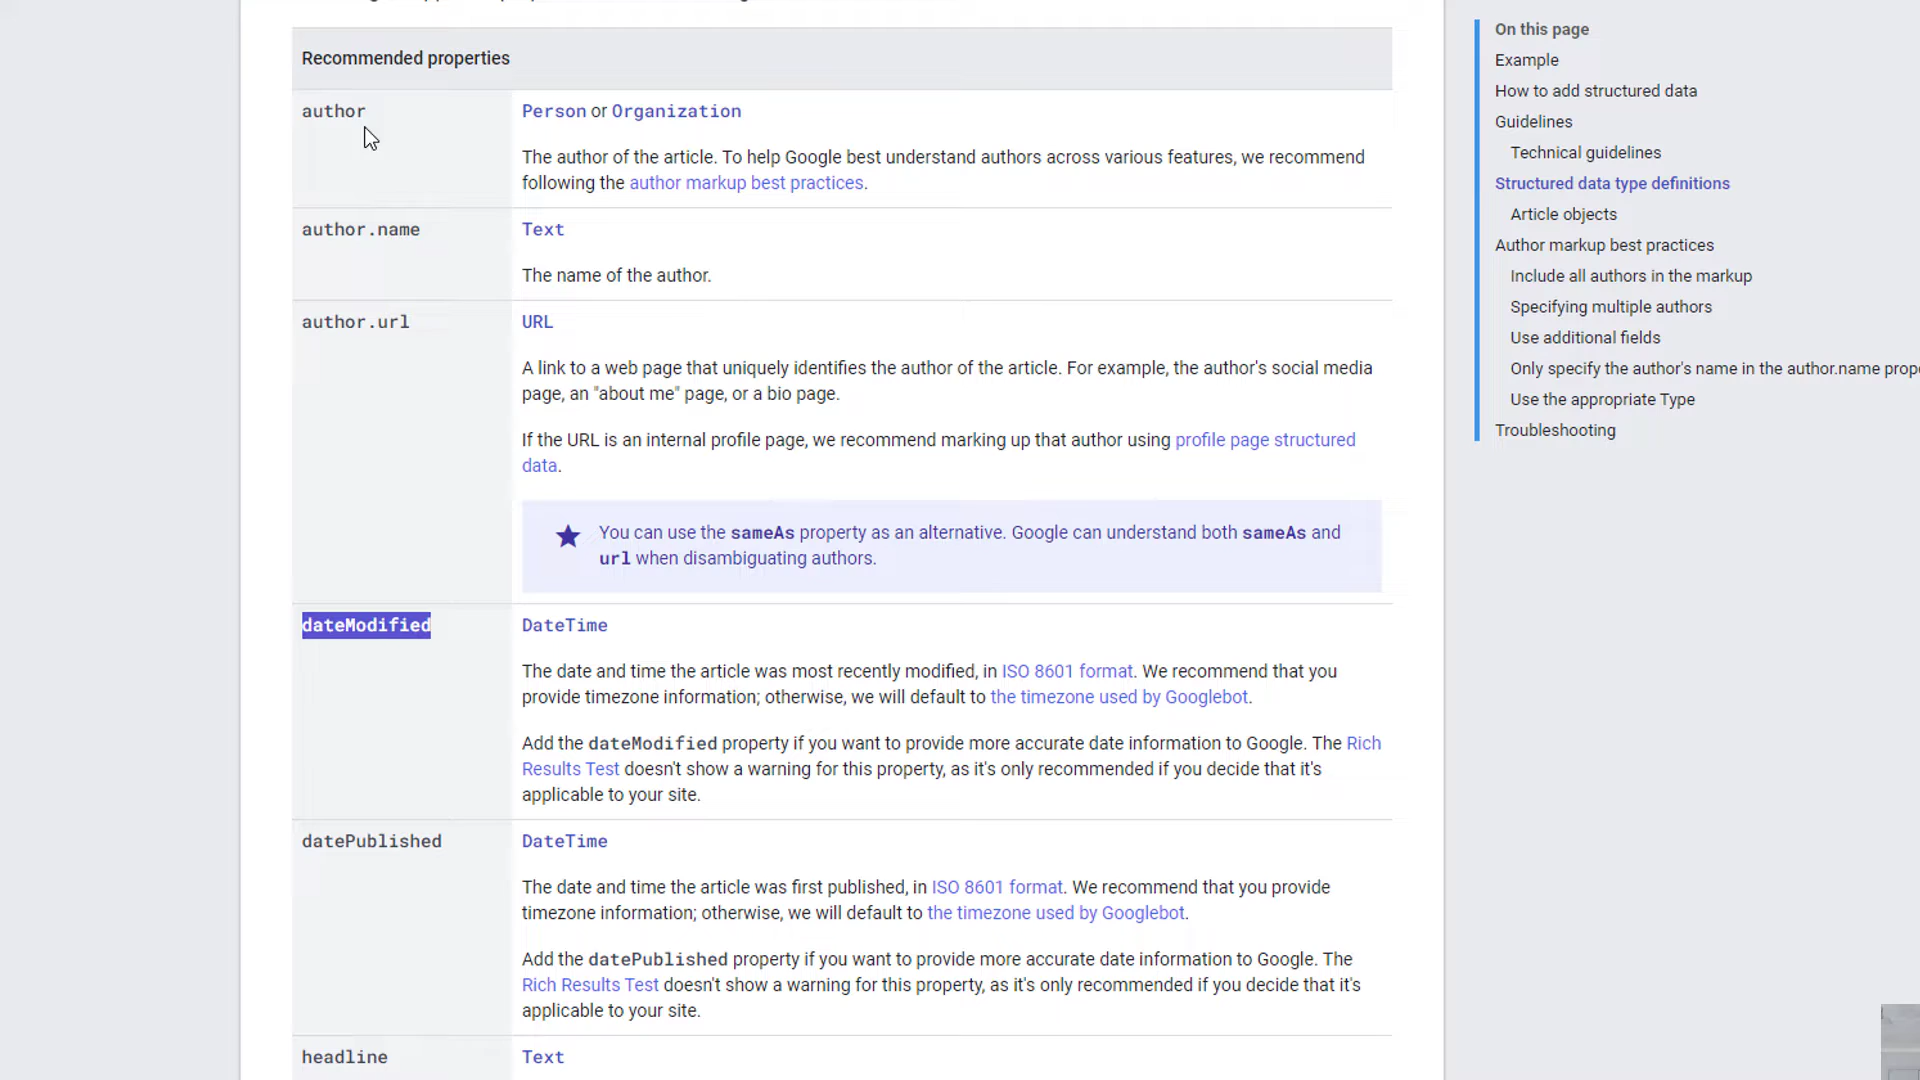 Recommended properties
author
Person or Organization
The author of the article. To help Google best understand authors across various features, we recommend
following the author markup best practices.
author.name
Text
The name of the author.
author.url
URL
A link to a web page that uniquely identifies the author of the article. For example, the author's social media
page, an "about me" page, or a bio page.
If the URL is an internal profile page, we recommend marking up that author using profile page structured
data.
You can use the sameAs property as an alternative. Google can understand both sameAs and
url when disambiguating authors.
dateModified
DateTime
The date and time the article was most recently modified, in ISO 8601 format. We recommend that you
provide timezone information; otherwise, we will default to the timezone used by Googlebot.
Add the dateModified property if you want to provide more accurate date information to Google. The Rich
Results Test doesn't show a warning for this property, as it's only recommended if you decide that it's
applicable to your site.
datePublished
DateTime
The date and time the article was first published, in ISO 8601 format. We recommend that you provide
timezone information; otherwise, we will default to the timezone used by Googlebot.
Add the datePublished property if you want to provide more accurate date information to Google. The
Rich Results Test doesn't show a warning for this property, as it's only recommended if you decide that it's
applicable to your site.
headline
Text
On this page
Example
How to add structured data
Guidelines
Technical guidelines
Structured data type definitions
Article objects
Author markup best practices
Include all authors in the markup
Specifying multiple authors
Use additional fields
Only specify the author's name in the author.name prop
Use the appropriate Type
Troubleshooting